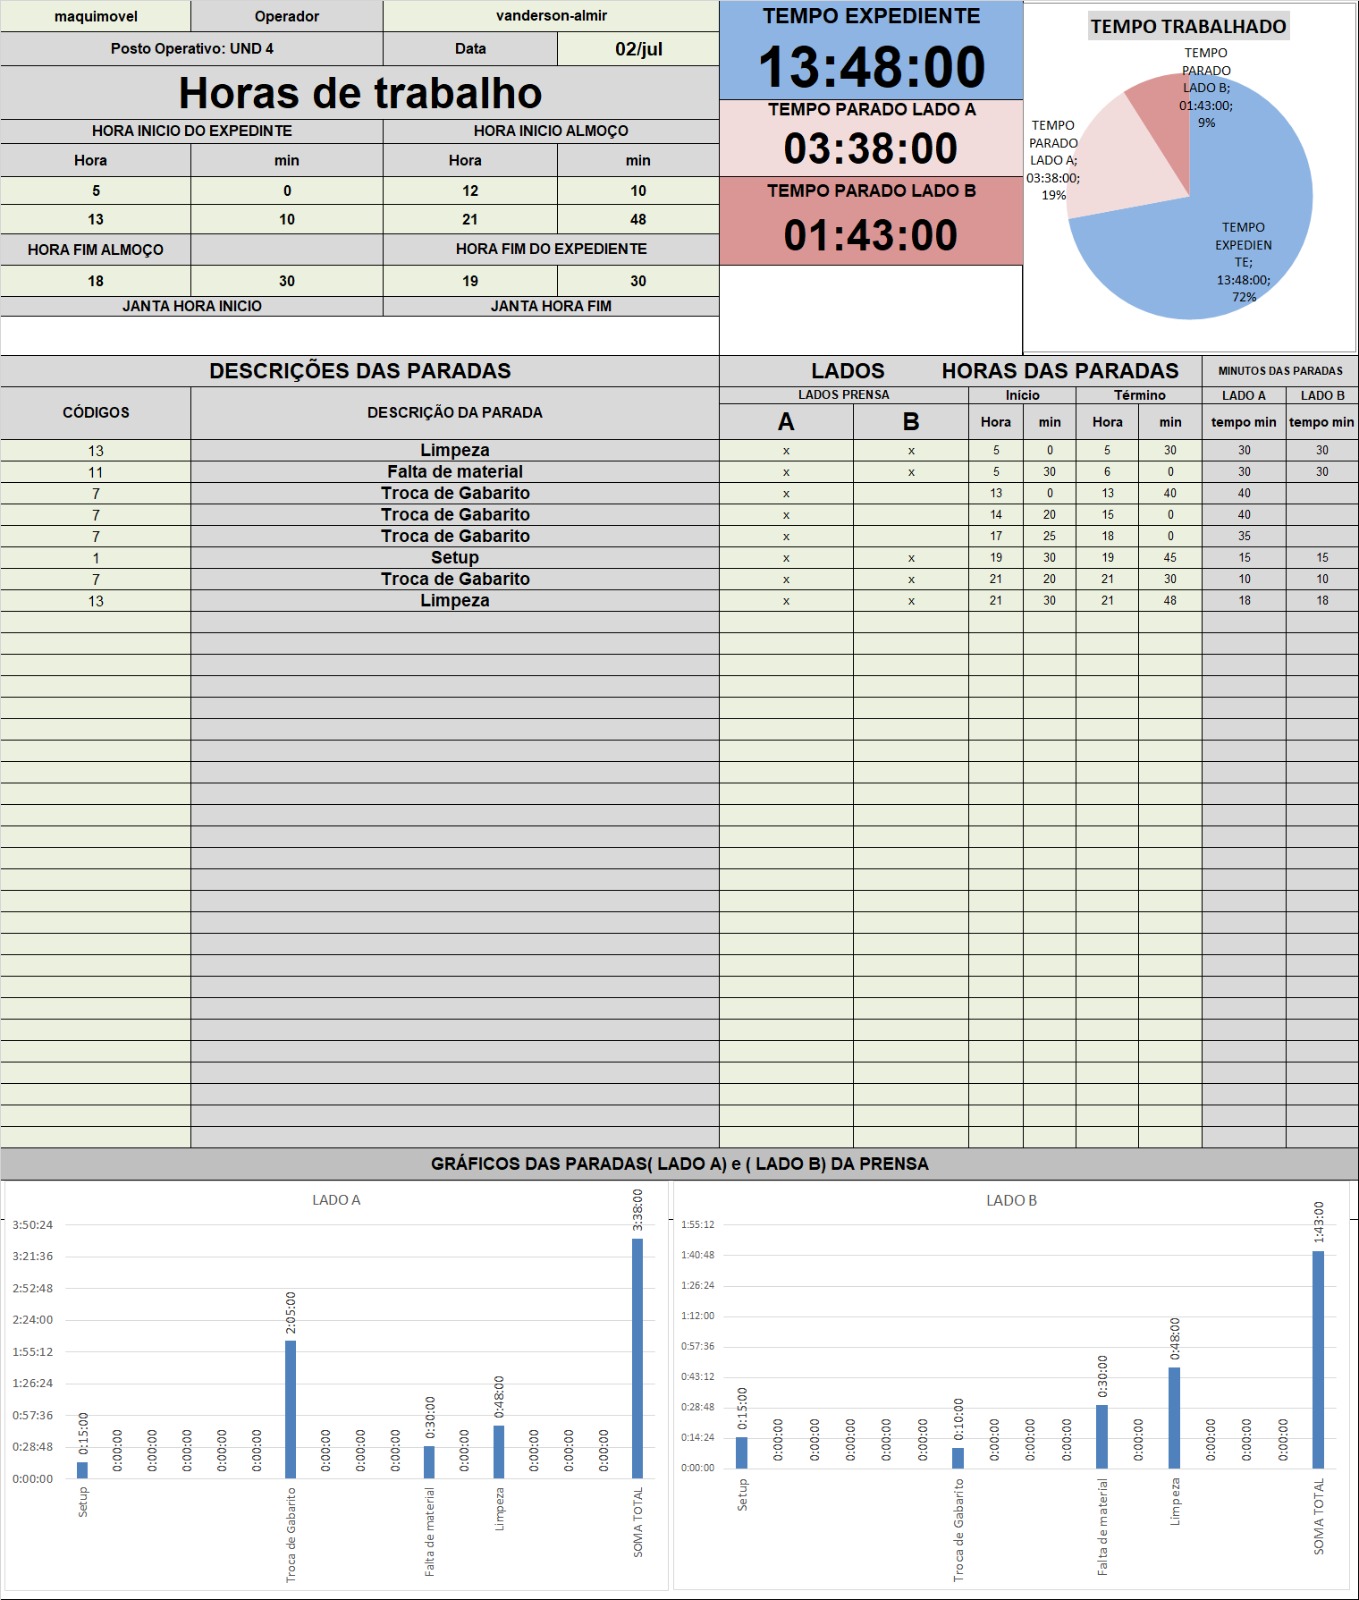 maquimovel Operador vanderson-almir
Posto Operativo: UND 4 Data 02/jul
Horas de trabalho
HORA INICIO DO EXPEDINTE HORA INICIO ALMOÇO
Hora min Hora min
5 0 12 10
13 10 21 48
HORA FIM ALMOÇO HORA FIM DO EXPEDIENTE
18 30 19 30
JANTA HORA INICIO JANTA HORA FIM
TEMPO EXPEDIENTE
13:48:00
TEMPO PARADO LADO A
03:38:00
TEMPO PARADO LADO B
01:43:00
TEMPO TRABALHADO
TEMPO
PARADO
LADO B;
01:43:00;
9%
TEMPO
PARADO
LADO A;
03:38:00;
19%
TEMPO
EXPEDIEN
TE;
13:48:00;
72%
DESCRIÇÕES DAS PARADAS LADOS HORAS DAS PARADAS MINUTOS DAS PARADAS
CÓDIGOS DESCRIÇÃO DA PARADA LADOS PRENSA Início Término LADO A LADO B
A B Hora min Hora min tempo min tempo min
13 Limpeza x x 5 0 5 30 30 30
11 Falta de material x x 5 30 6 0 30 30
7 Troca de Gabarito x 13 0 13 40 40
7 Troca de Gabarito x 14 20 15 0 40
7 Troca de Gabarito x 17 25 18 0 35
1 Setup x x 19 30 19 45 15 15
7 Troca de Gabarito x x 21 20 21 30 10 10
13 Limpeza x x 21 30 21 48 18 18
GRÁFICOS DAS PARADAS( LADO A) e ( LADO B) DA PRENSA
LADO A
3:50:24
3:21:36
2:52:48
2:24:00
1:55:12
1:26:24
0:57:36
0:28:48
0:00:00
0:15:00 0:00:00 0:00:00 0:00:00 0:00:00 0:00:00 2:05:00 0:00:00 0:00:00 0:00:00 0:30:00 0:00:00 0:48:00 0:00:00 0:00:00 0:00:00 3:38:00
Setup Troca de Gabarito Falta de material Limpeza SOMA TOTAL
LADO B
1:55:12
1:40:48
1:26:24
1:12:00
0:57:36
0:43:12
0:28:48
0:14:24
0:00:00
0:15:00 0:00:00 0:00:00 0:00:00 0:00:00 0:00:00 0:10:00 0:00:00 0:00:00 0:00:00 0:30:00 0:00:00 0:48:00 0:00:00 0:00:00 0:00:00 1:43:00
Setup Troca de Gabarito Falta de material Limpeza SOMA TOTAL